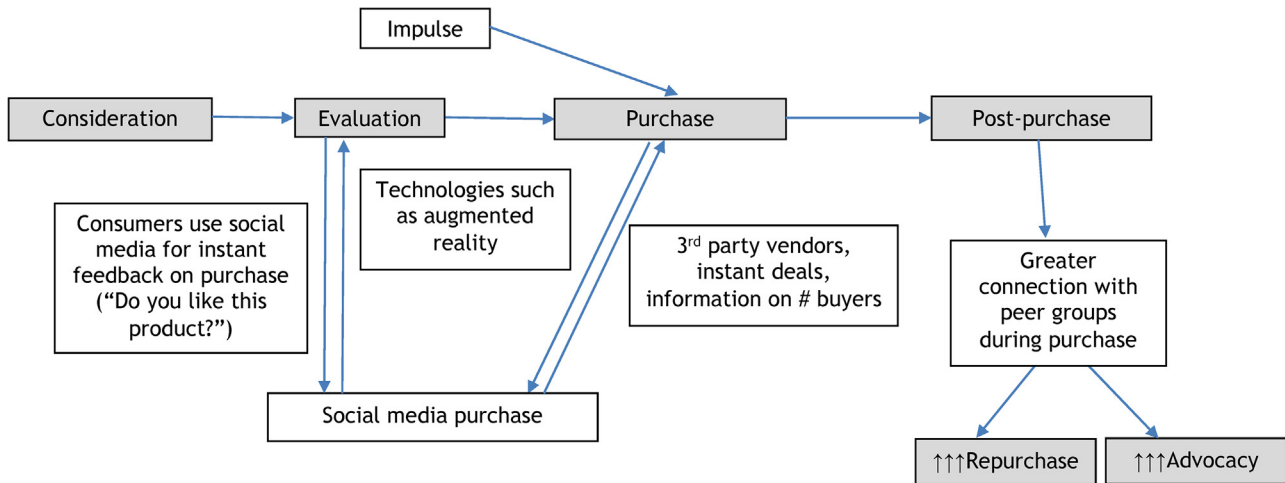 Impulse
Consideration
Evaluation
Purchase
Post-purchase
Consumers use social
media for instant
feedback on purchase
(“Do you like this
product?”)
Technologies such
as augmented
reality
3rd party vendors,
instant deals,
information on # buyers
Greater
connection with
peer groups
during purchase
Social media purchase
↑↑↑Repurchase
↑↑↑Advocacy